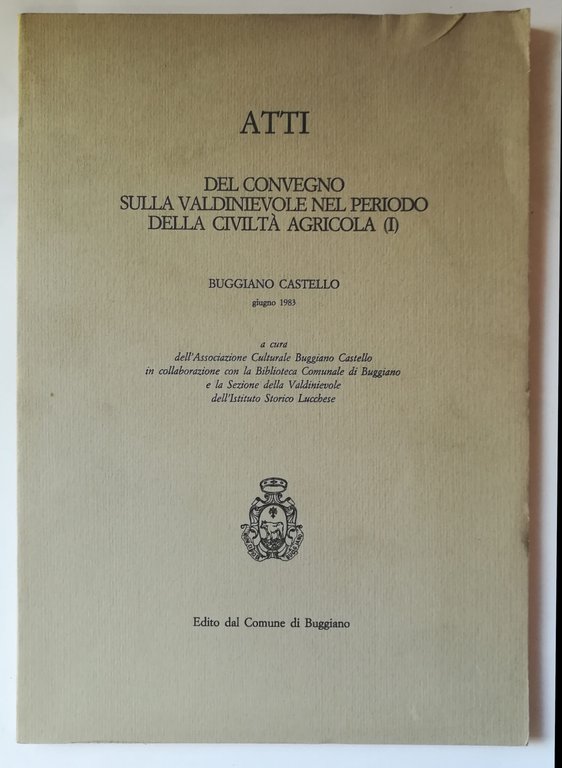 ATTI
DEL CONVEGNO
SULLA VALDINIEVOLE NEL PERIODO
DELLA CIVILTÀ AGRICOLA (I)
BUGGIANO CASTELLO
giugno 1983
a cura
dell'Associazione Culturale Buggiano Castello
in collaborazione con la Biblioteca Comunale di Buggiano
e la Sezione della Valdinievole
dell'Istituto Storico Lucchese
Edito dal Comune di Buggiano